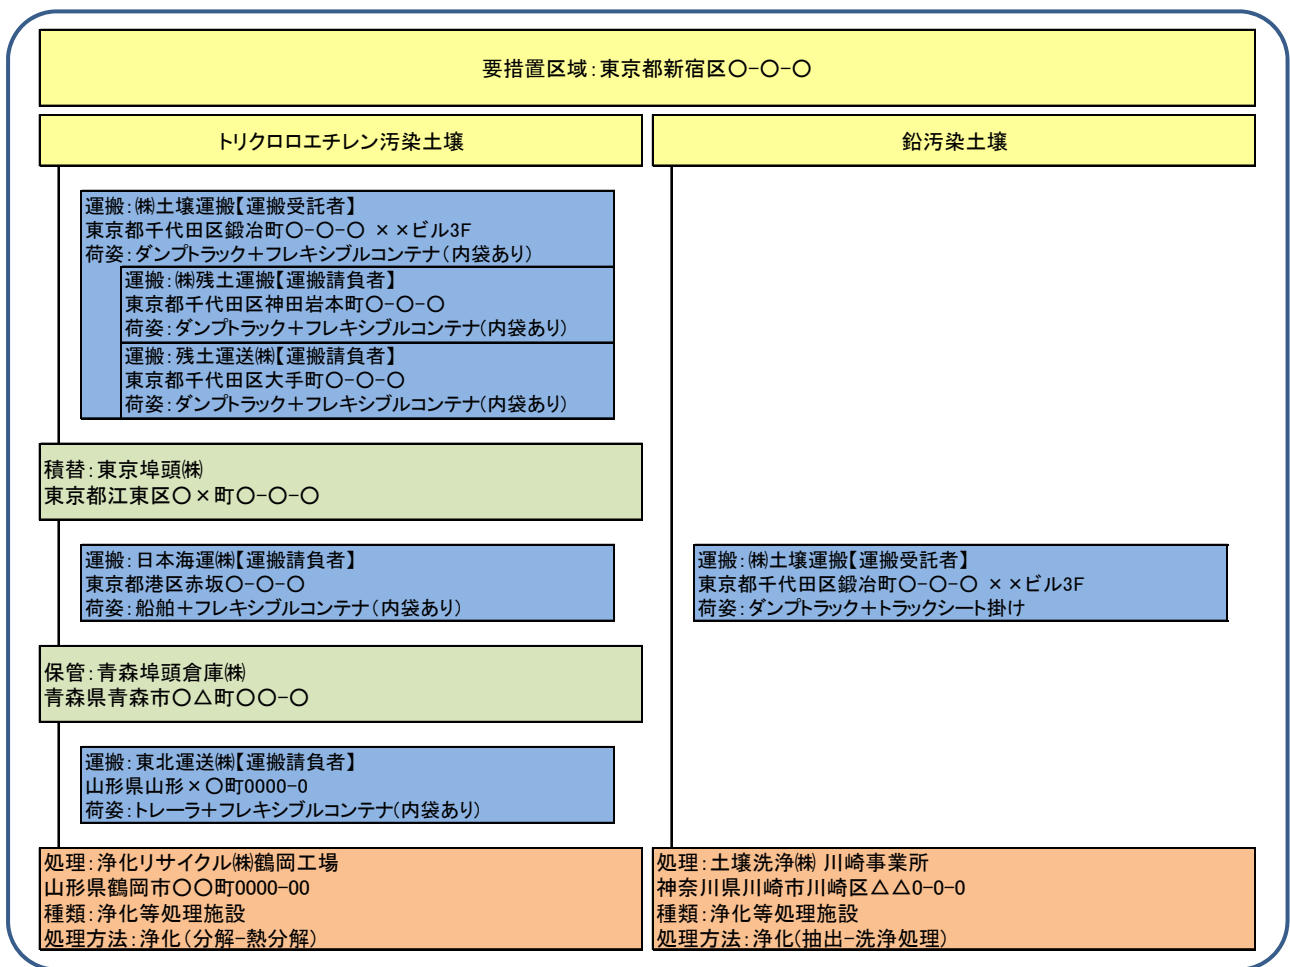 要措置区域：東京都新宿区〇-〇-〇
トリクロロエチレン汚染土壌
運搬：㈱土壌運搬【運搬受託者】
東京都千代田区鍛冶町〇-〇-〇 ××ビル3F
荷姿：ダンプトラック＋フレキシブルコンテナ（内袋あり）
運搬：㈱残土運搬【運搬請負者】
東京都千代田区神田岩本町〇-〇-〇
荷姿：ダンプトラック＋フレキシブルコンテナ(内袋あり)
運搬：残土運送㈱【運搬請負者】
東京都千代田区大手町〇-〇-〇
荷姿：ダンプトラック＋フレキシブルコンテナ(内袋あり)
積替：東京埠頭㈱
東京都江東区〇×町〇-〇-〇
運搬：日本海運㈱【運搬請負者】
東京都港区赤坂〇-〇-〇
荷姿：船舶＋フレキシブルコンテナ（内袋あり）
保管：青森埠頭倉庫㈱
青森県青森市〇△町〇〇-〇
運搬：東北運送㈱【運搬請負者】
山形県山形×〇町0000-0
荷姿：トレーラ＋フレキシブルコンテナ(内袋あり)
処理：浄化リサイクル㈱鶴岡工場
山形県鶴岡市〇〇町0000-00
種類：浄化等処理施設
処理方法：浄化（分解-熱分解）
鉛汚染土壌
運搬：㈱土壌運搬【運搬受託者】
東京都千代田区鍛冶町〇-〇-〇 ××ビル3F
荷姿：ダンプトラック＋トラックシート掛け
処理：土壌洗浄㈱ 川崎事業所
神奈川県川崎市川崎区△△0-0-0
種類：浄化等処理施設
処理方法：浄化(抽出-洗浄処理)